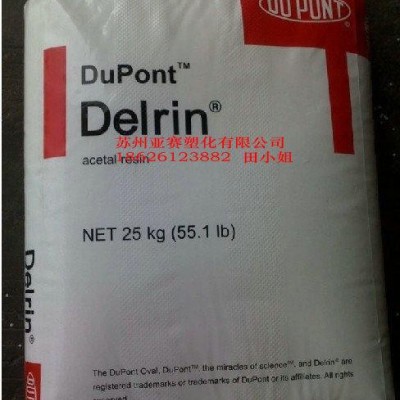 DU PONT
DuPont™
Delrin®
苏州亚赛塑化有限公司
18626123882 田小姐
acetal resin
NET 25 kg (55.1 lb)
Delrin®
The DuPont Oval, DuPont™, the miracles of science™, and Delrin® are
registered trademarks or trademarks of DuPont or its affiliates. All rights
reserved.